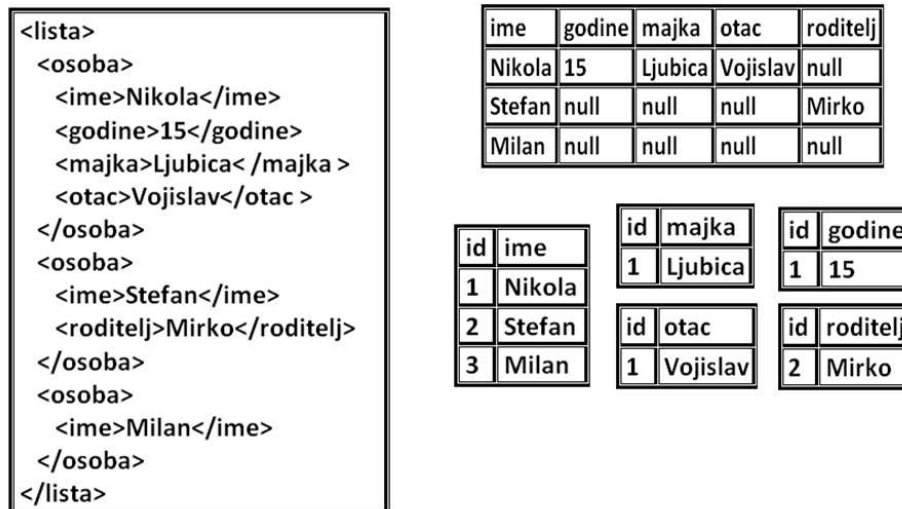 <lista>
<osoba>
<ime>Nikola</ime>
<godine>15</godine>
<majka>Ljubica< /majka >
<otac>Vojislav</otac >
</osoba>
<osoba>
<ime>Stefan</ime>
<roditelj>Mirko</roditelj>
</osoba>
<osoba>
<ime>Milan</ime>
</osoba>
</lista>
ime godine majka otac roditelj
Nikola 15 Ljubica Vojislav null
Stefan null null null Mirko
Milan null null null null
id ime
1 Nikola
2 Stefan
3 Milan
id majka
1 Ljubica
id godine
1 15
id otac
1 Vojislav
id roditelj
2 Mirko